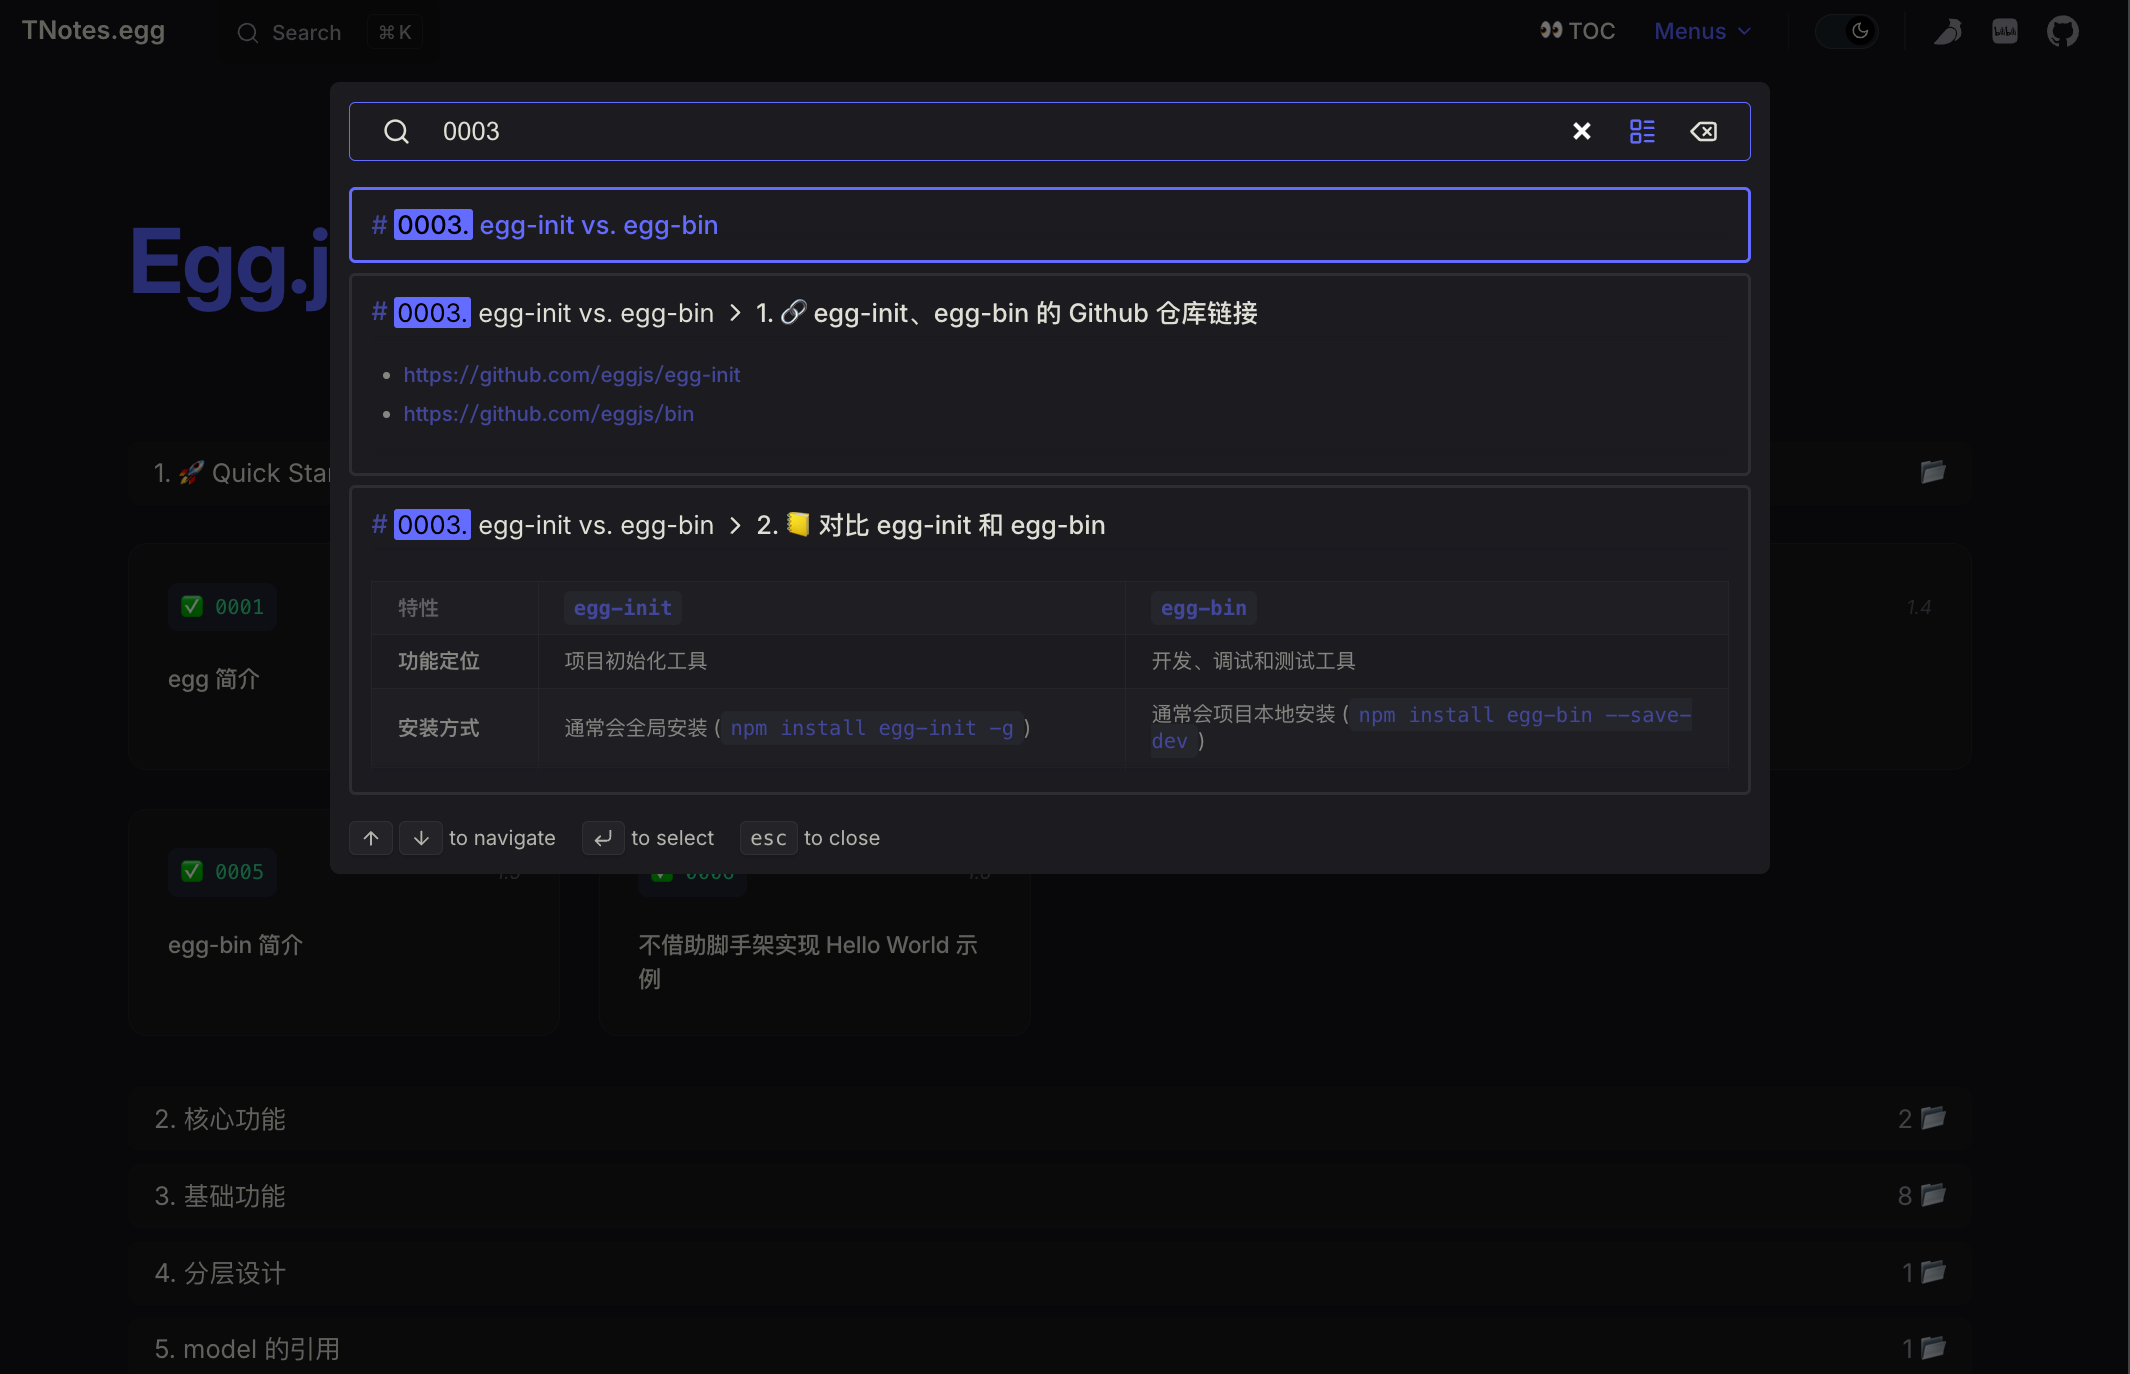 TNotes.egg
Search
⌘ K
👀 TOC
Menus
0003
# 0003. egg-init vs. egg-bin
# 0003. egg-init vs. egg-bin > 1. 🔗 egg-init、egg-bin 的 Github 仓库链接
• https://github.com/eggjs/egg-init
• https://github.com/eggjs/bin
# 0003. egg-init vs. egg-bin > 2. 📒 对比 egg-init 和 egg-bin
特性 egg-init egg-bin
功能定位 项目初始化工具 开发、调试和测试工具
安装方式 通常会全局安装 ( npm install egg-init -g ) 通常会项目本地安装 ( npm install egg-bin --save-
dev )
↑ ↓ to navigate ↵ to select esc to close
Egg.j
1. 🚀 Quick Star
✅ 0001
1.4
egg 简介
✅ 0005
egg-bin 简介
不借助脚手架实现 Hello World 示
例
2. 核心功能
2
3. 基础功能
8
4. 分层设计
1
5. model 的引用
1